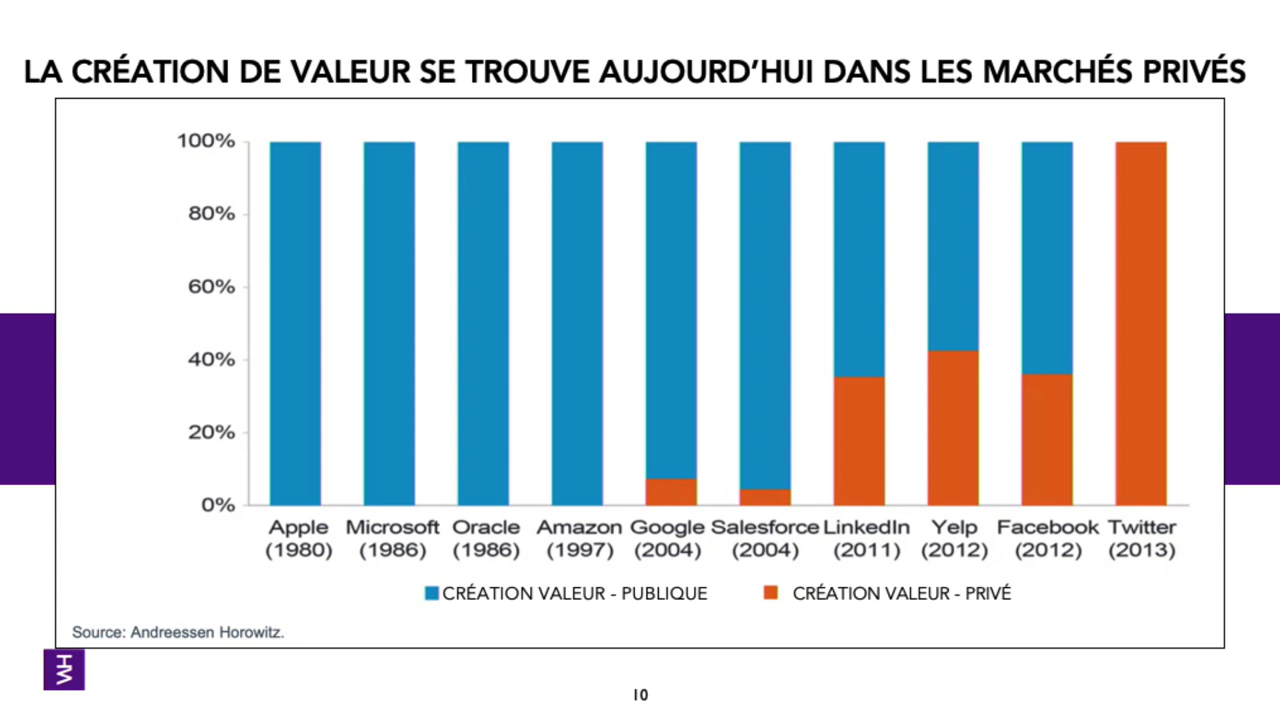 LA CRÉATION DE VALEUR SE TROUVE AUJOURD'HUI DANS LES MARCHÉS PRIVÉS
100%
80%
60%
40%
20%
0%
Apple Microsoft Oracle Amazon Google Salesforce LinkedIn Yelp Facebook Twitter
(1980) (1986) (1986) (1997) (2004) (2004) (2011) (2012) (2012) (2013)
CRÉATION VALEUR - PUBLIQUE CRÉATION VALEUR - PRIVÉ
Source: Andreessen Horowitz.
WH
10